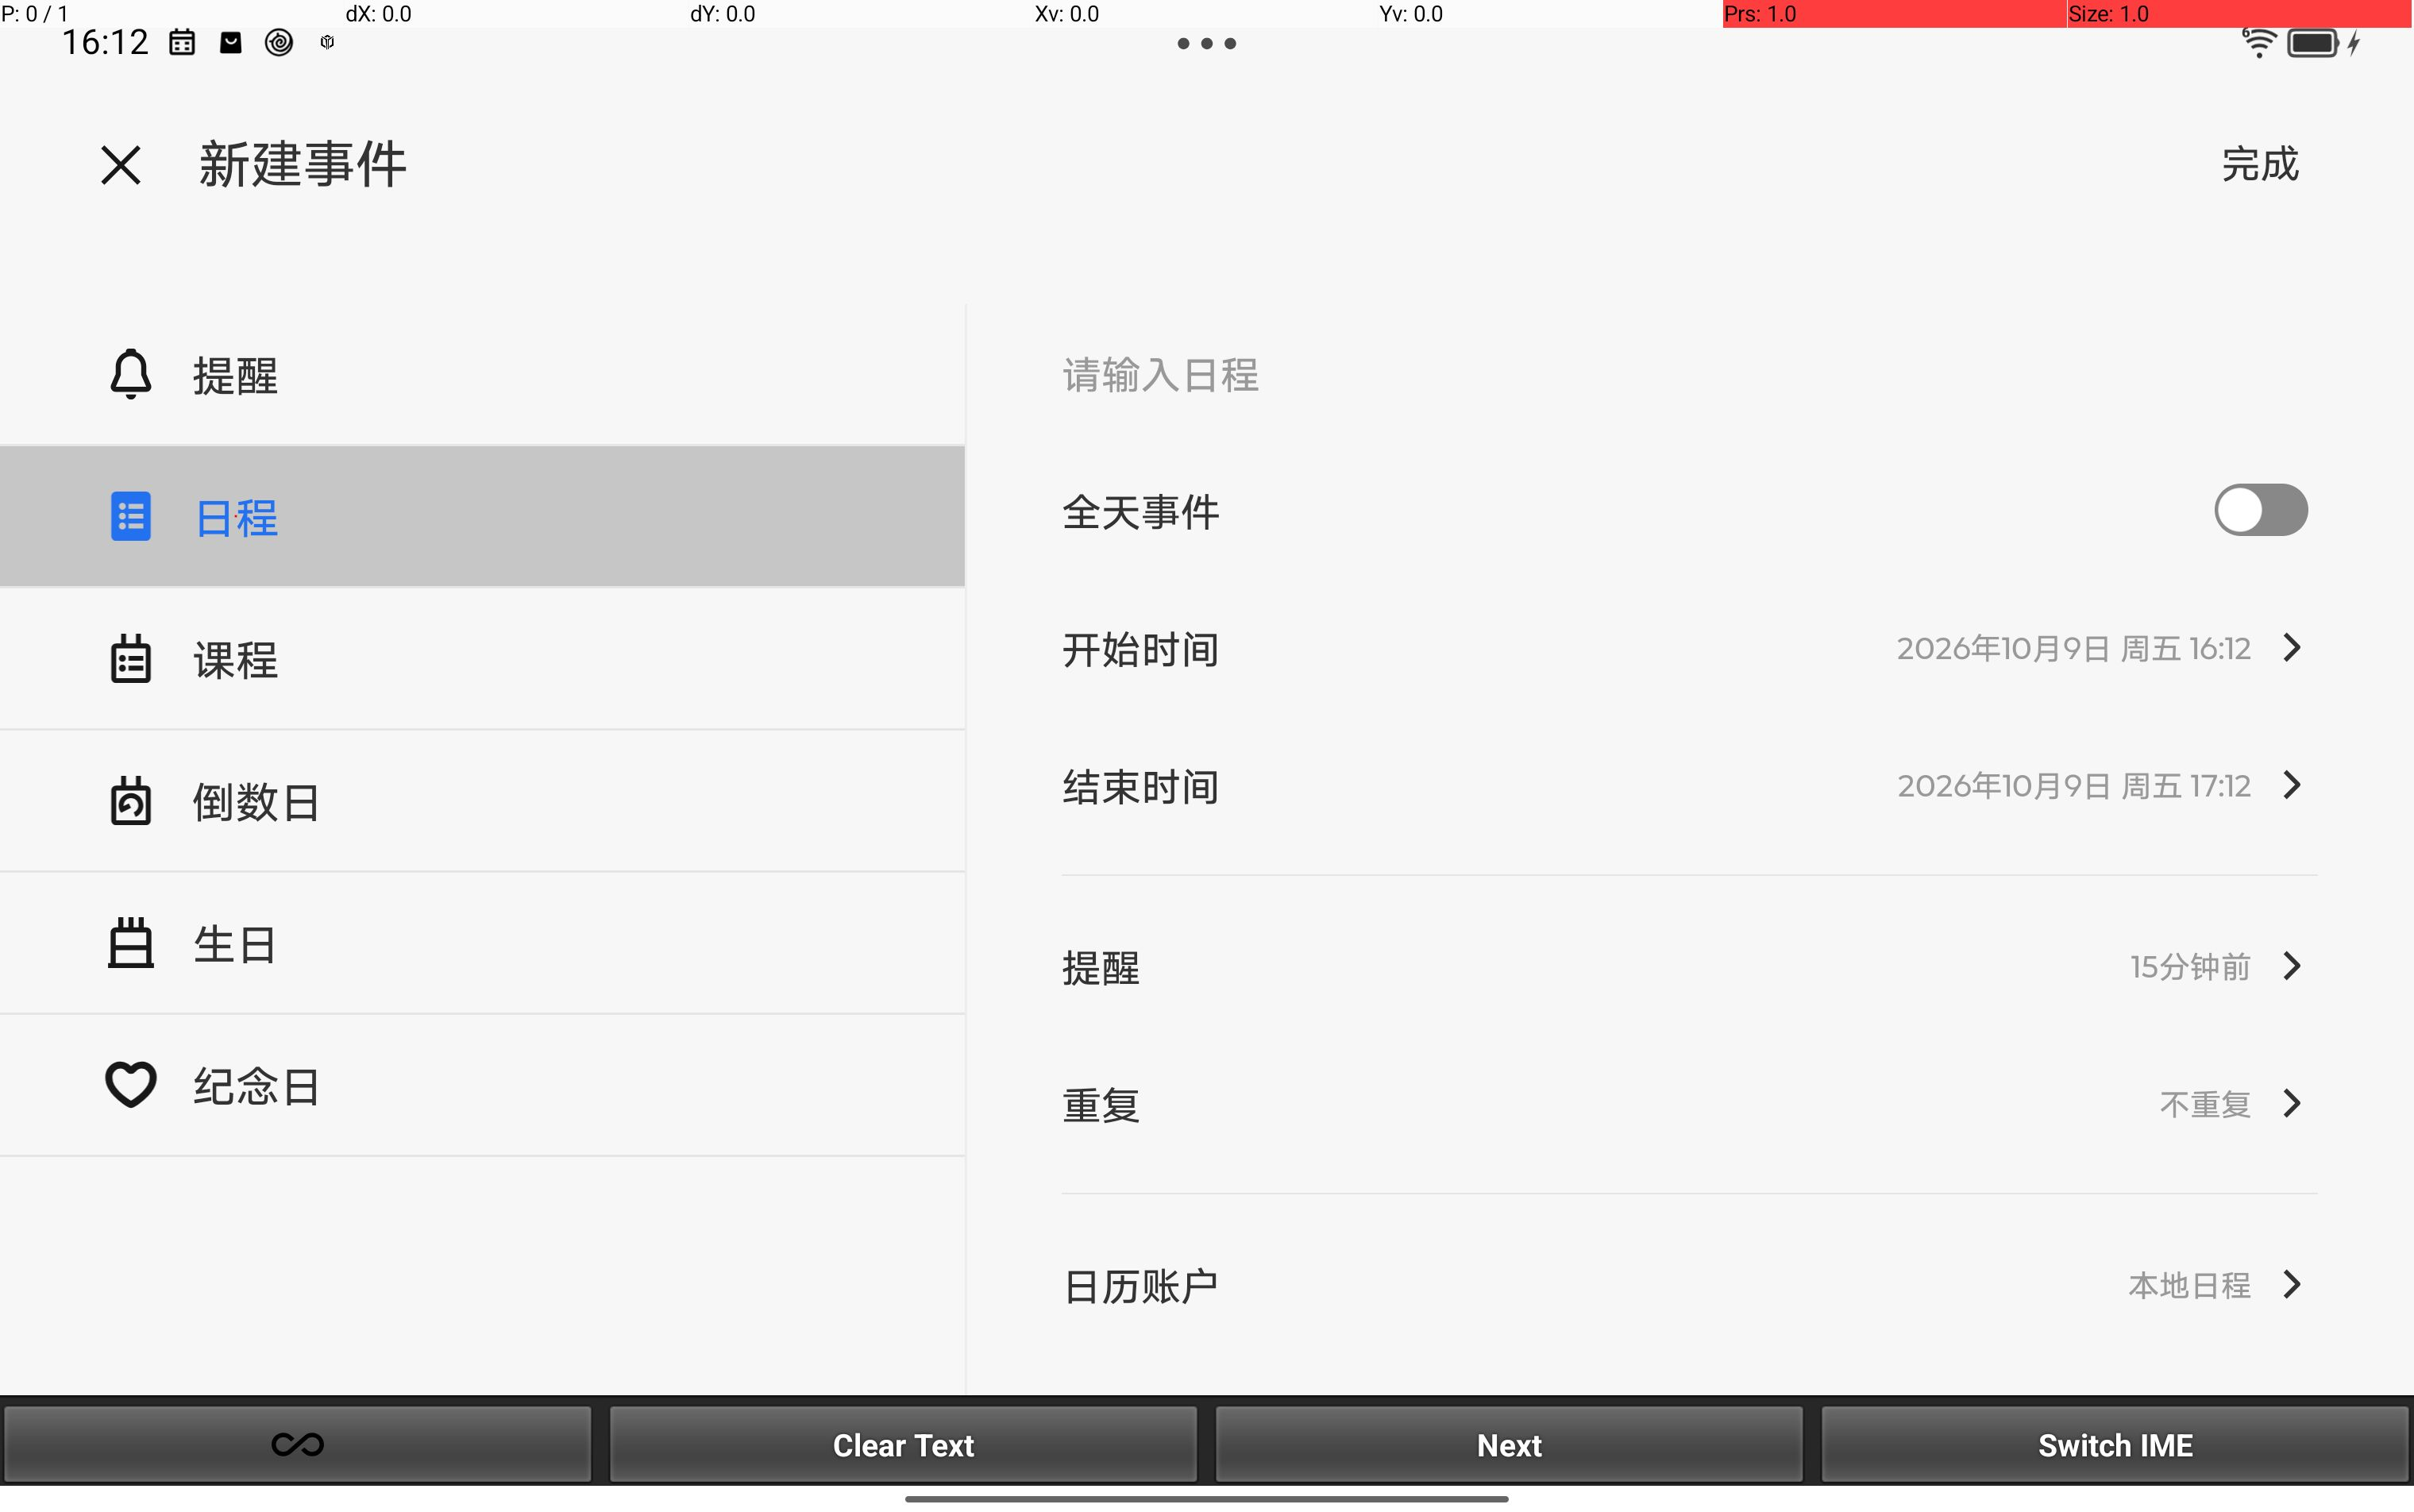 P: 0 / 1 dX: 0.0 dY: 0.0 Xv: 0.0 Yv: 0.0 Prs: 1.0 Size: 1.0
16:12 6
新建事件 完成
提醒
日程
课程
倒数日
生日
纪念日
请输入日程
全天事件
开始时间 2026年10月9日 周五 16:12
结束时间 2026年10月9日 周五 17:12
提醒 15分钟前
重复 不重复
日历账户 本地日程
Clear Text Next Switch IME